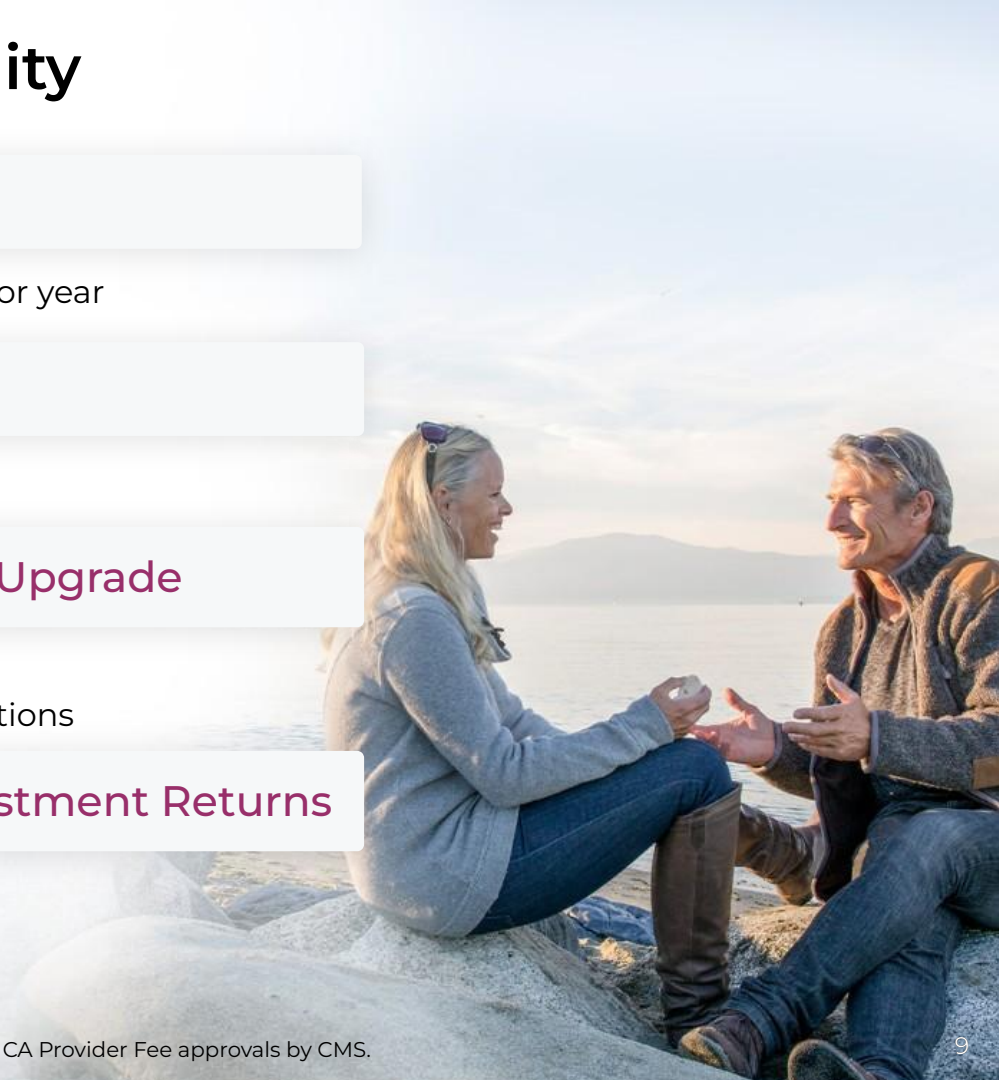 ity
or year
Upgrade
tions
stment Returns
CA Provider Fee approvals by CMS.
9